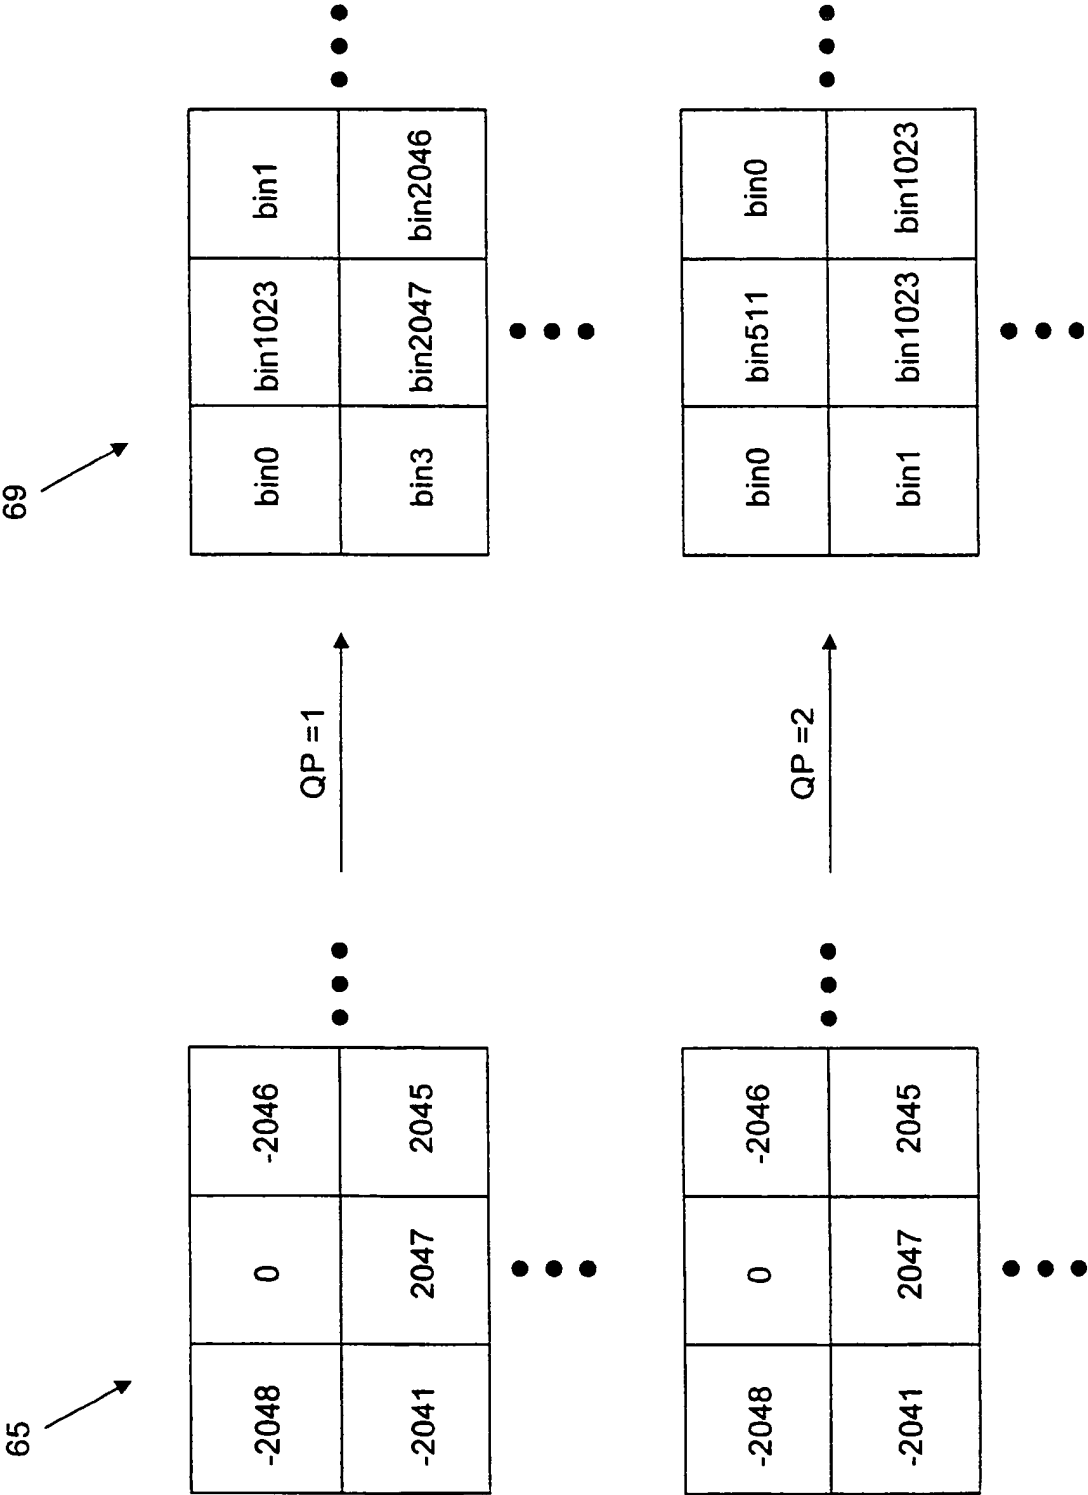 65
69
-2048 0 -2046
-2041 2047 2045
QP =1
bin0 bin1023 bin1
bin3 bin2047 bin2046
-2048 0 -2046
-2041 2047 2045
QP =2
bin0 bin511 bin0
bin1 bin1023 bin1023